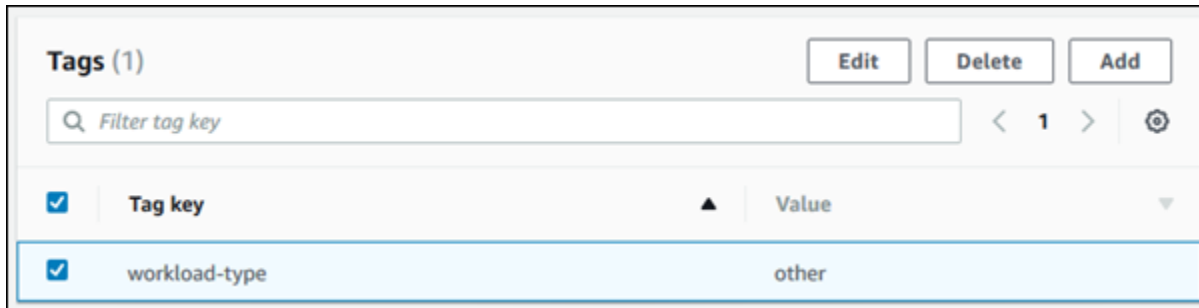 Tags (1)
Edit
Delete
Add
Filter tag key
1
Tag key
Value
workload-type
other